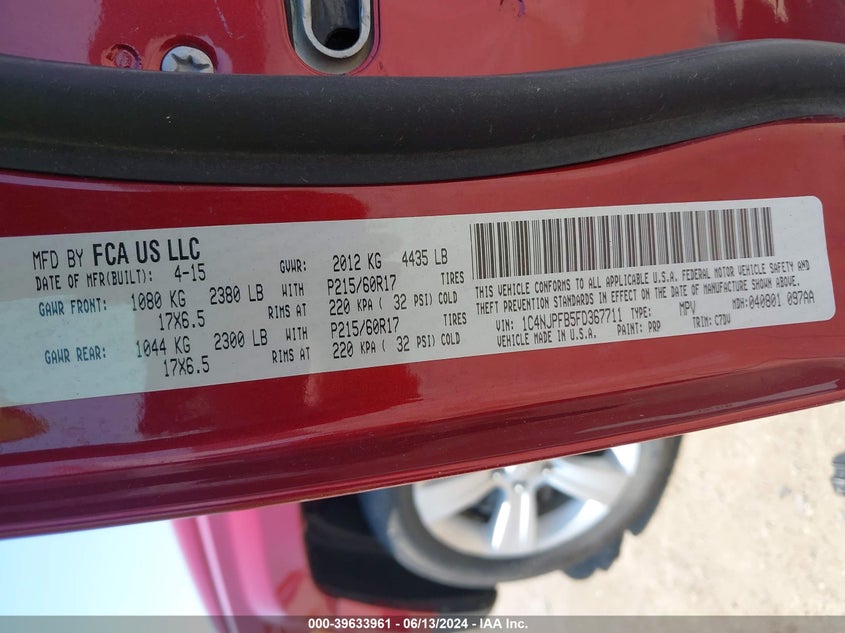 MFD BY FCA US LLC
DATE OF MFR(BUILT): 4-15
GVWR: 2012 KG 4435 LB
GAWR FRONT: 1080 KG 2380 LB WITH P215/60R17 TIRES
17X6.5 RIMS AT 220 KPA ( 32 PSI) COLD
GAWR REAR: 1044 KG 2300 LB WITH P215/60R17 TIRES
17X6.5 RIMS AT 220 KPA ( 32 PSI) COLD
THIS VEHICLE CONFORMS TO ALL APPLICABLE U.S.A. FEDERAL MOTOR VEHICLE SAFETY AND
THEFT PREVENTION STANDARDS IN EFFECT ON THE DATE OF MANUFACTURE SHOWN ABOVE.
VIN: 1C4NJPFB5FD367711 TYPE: MPV MDH: 040801 097AA
VEHICLE MADE IN U.S.A. PAINT: PRP TRIM: C7DV
000-39633961 - 06/13/2024 - IAA Inc.